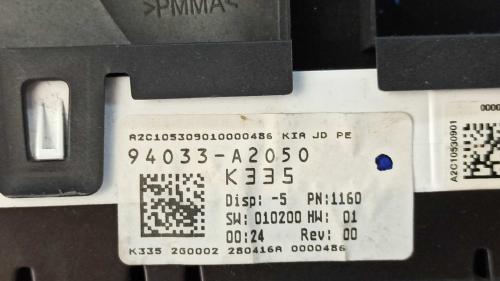 >PMMA<
A2C105309010000486 KIA JD PE
94033-A2050
K335
Disp: -5 PN:1160
SW: 010200 HW: 01
00:24 Rev: 00
K335 2G0002 280416A 0000486
A2C10530901
0000